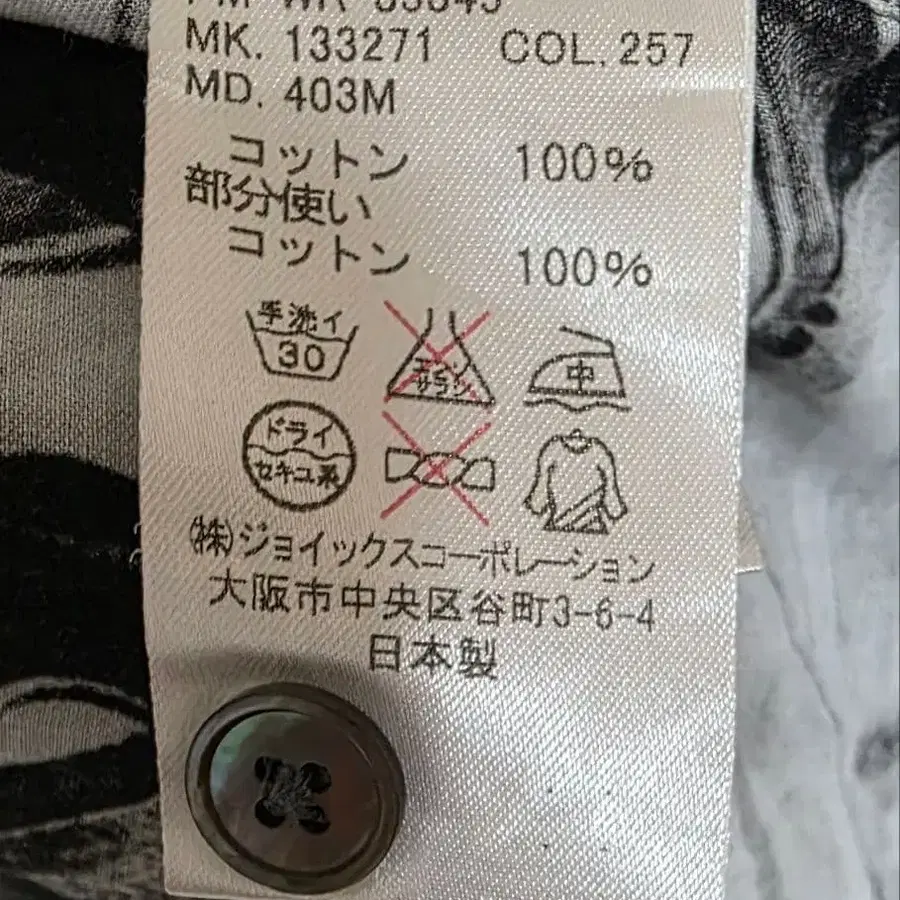 MK. 133271 COL. 257
MD. 403M
コットン 100%
部分使い
コットン 100%
手洗イ
30
エンソ
サラシ
中
ドライ
セキユ系
㈱ジョイックスコーポレーション
大阪市中央区谷町3-6-4
日本製